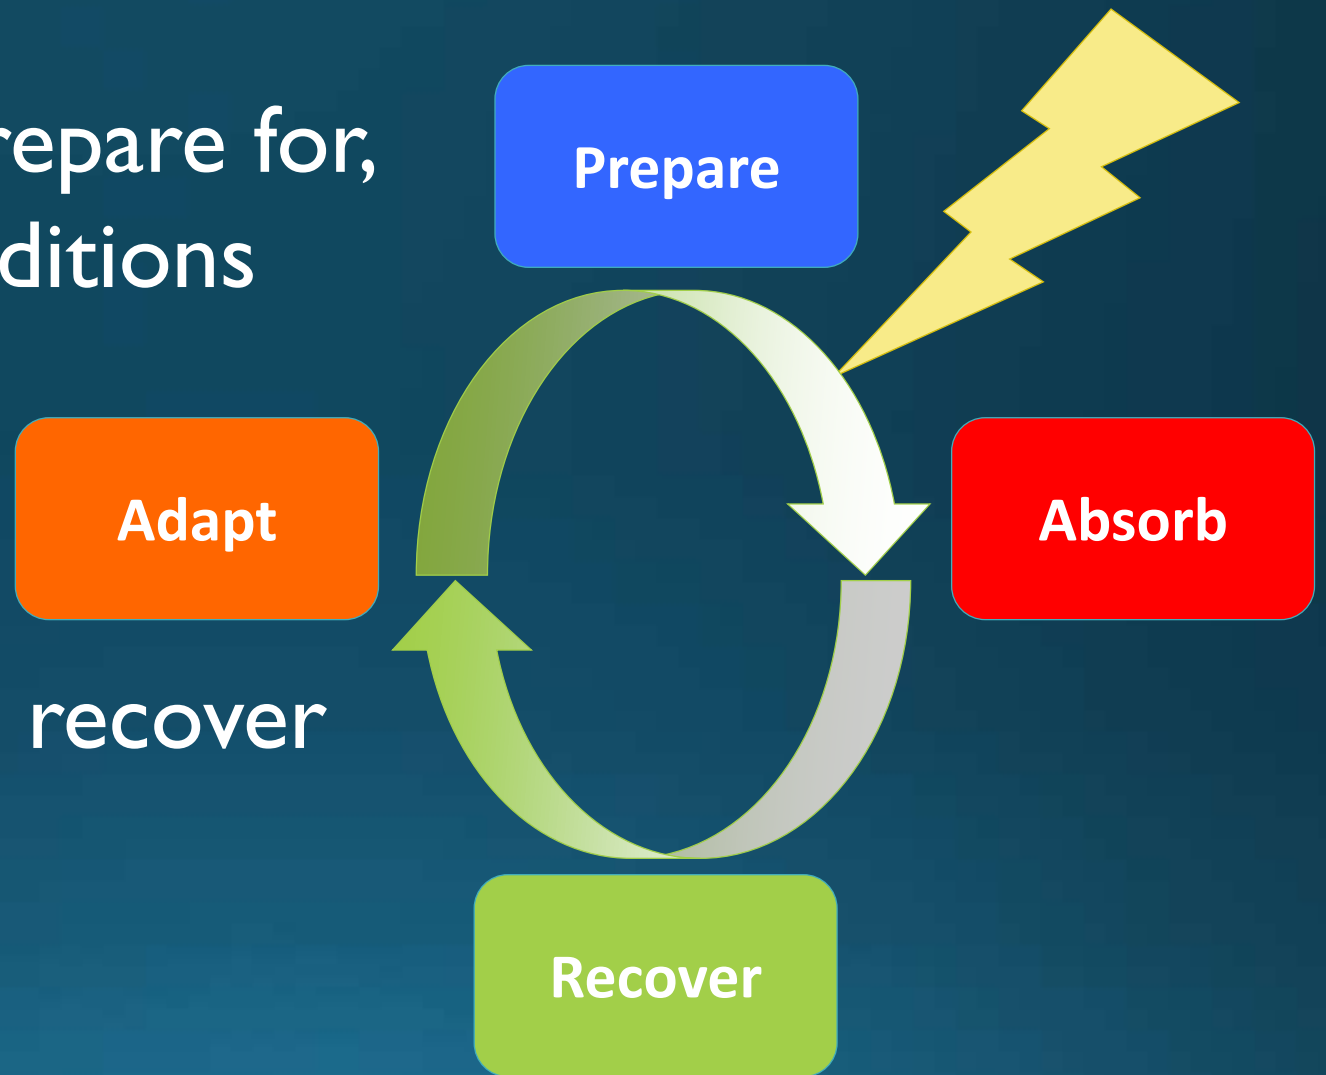 repare for,
ditions
recover
Prepare
Absorb
Adapt
Recover